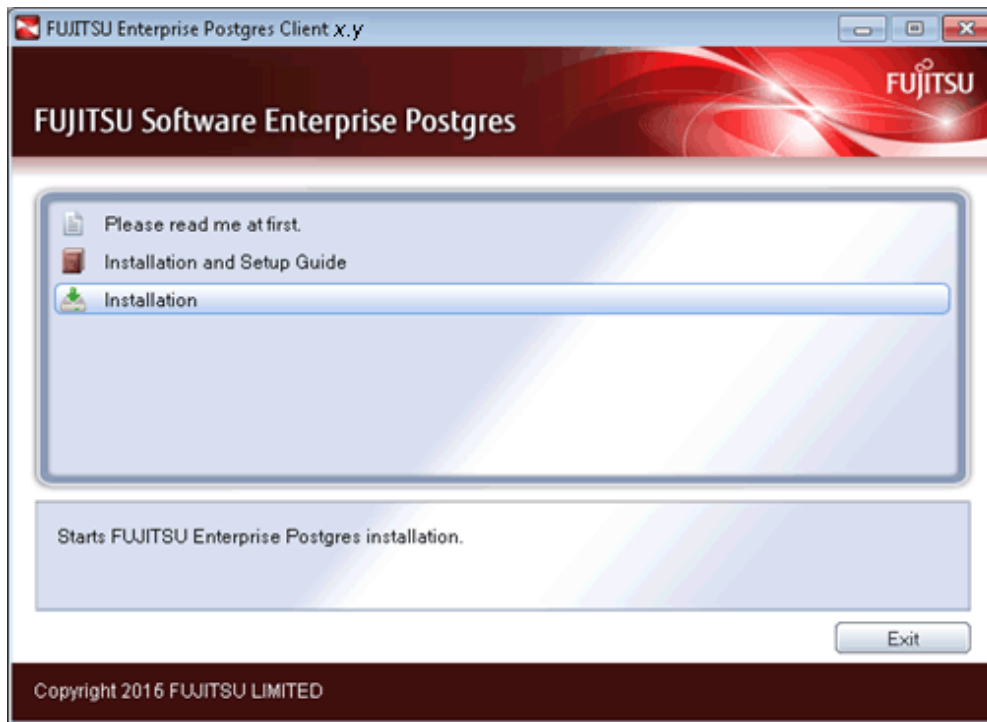 FUJITSU Enterprise Postgres Client x.y
FUJITSU
FUJITSU Software Enterprise Postgres
Please read me at first.
Installation and Setup Guide
Installation
Starts FUJITSU Enterprise Postgres installation.
Exit
Copyright 2016 FUJITSU LIMITED